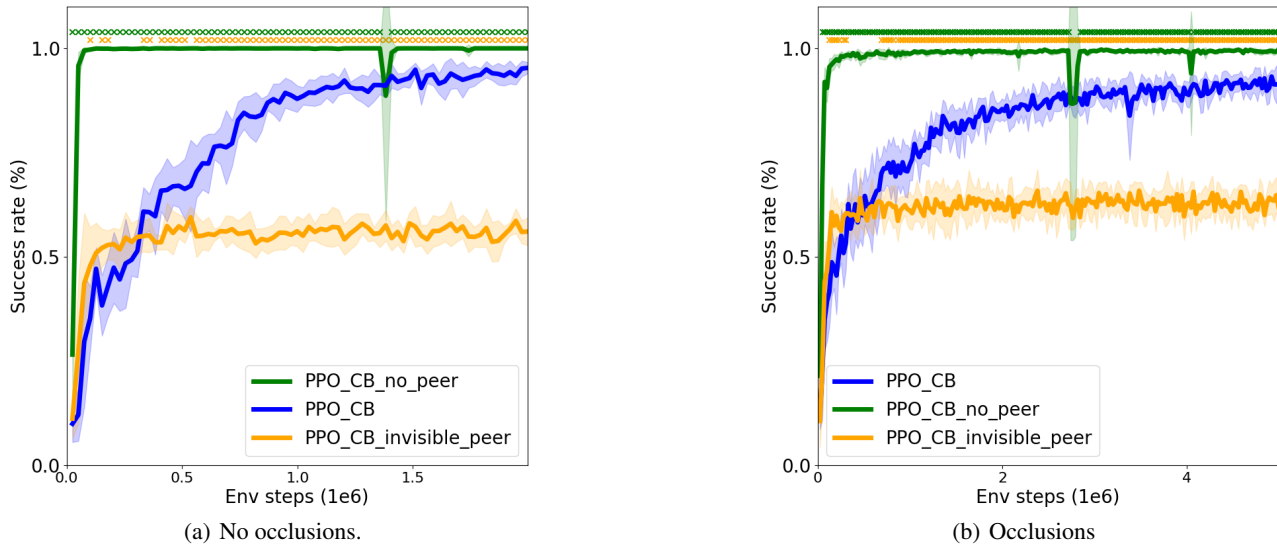 1.0
0.5
0.0
Success rate (%)
PPO_CB_no_peer
PPO_CB
PPO_CB_invisible_peer
0.0 0.5 1.0 1.5
Env steps (1e6)
(a) No occlusions.
1.0
0.5
0.0
Success rate (%)
PPO_CB
PPO_CB_no_peer
PPO_CB_invisible_peer
0 2 4
Env steps (1e6)
(b) Occlusions